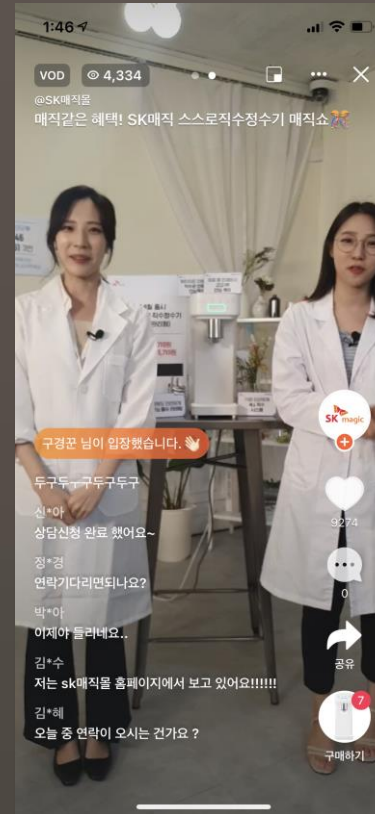 1:46
VOD 4,334
@SK매직몰
매직같은 혜택! SK매직 스스로직수정수기 매직쇼
SK magic
구경꾼 님이 입장했습니다.
두구두ㅜ구두구두구
신*아
상담신청 완료 했어요~
9274
정*경
연락기다리면되나요?
0
박*아
이제야 들리네요..
공유
김*수
저는 sk매직몰 홈페이지에서 보고 있어요!!!!!!
7
김*혜
오늘 중 연락이 오시는 건가요 ?
구매하기